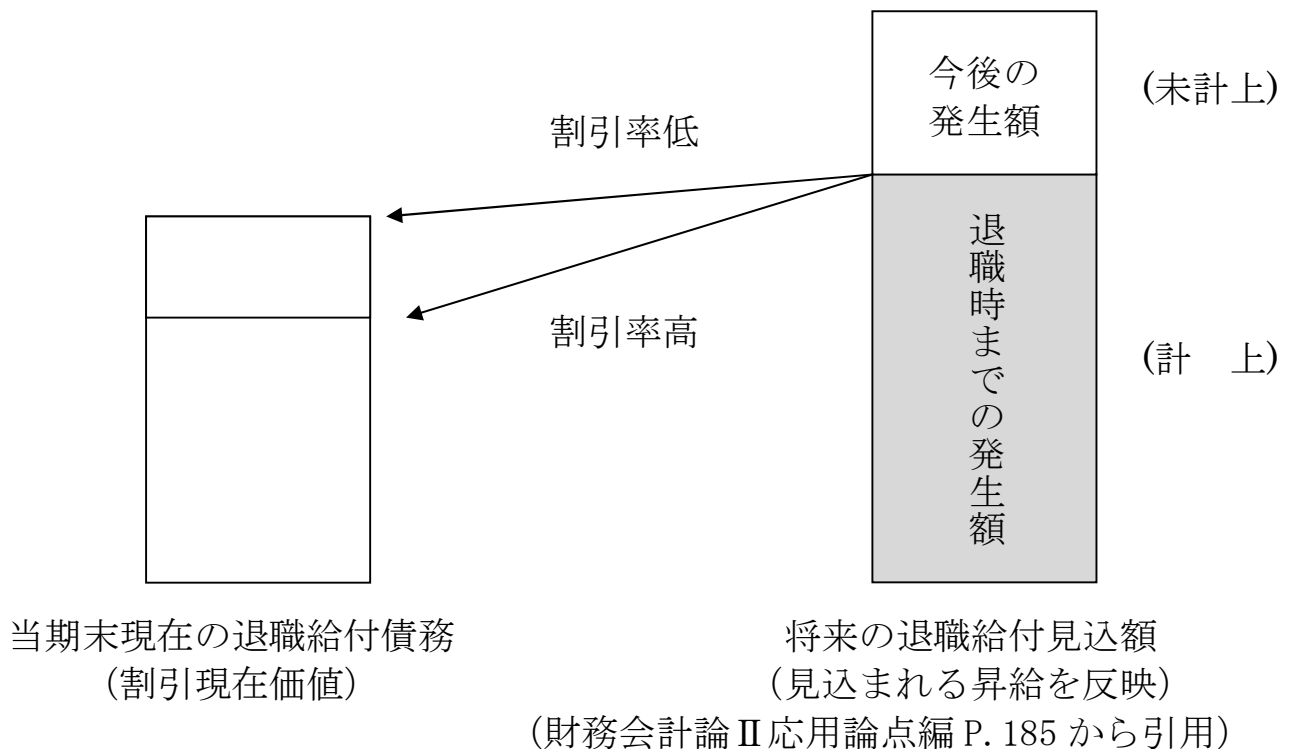 今後の
発生額
(未計上)
割引率低
退職時までの発生額
割引率高
(計　上)
当期末現在の退職給付債務
（割引現在価値）
将来の退職給付見込額
（見込まれる昇給を反映）
（財務会計論Ⅱ応用論点編 P. 185 から引用）